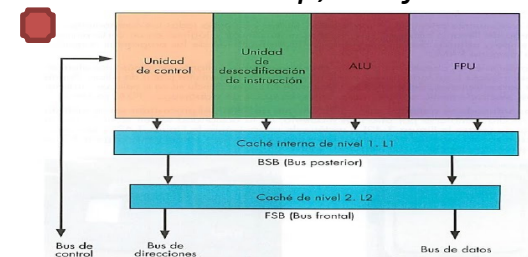 Unidad
de control
Unidad
de
descodificación
de instrucción
ALU
FPU
Caché interna de nivel 1. L1
BSB (Bus posterior)
Caché de nivel 2. L2
FSB (Bus frontal)
Bus de
control
Bus de
direcciones
Bus de datos